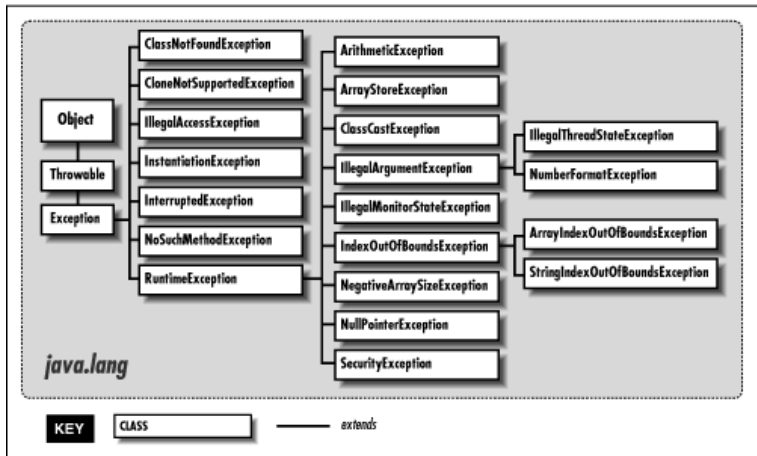 Object
Throwable
Exception
ClassNotFoundException
CloneNotSupportedException
IllegalAccessException
InstantiationException
InterruptedException
NoSuchMethodException
RuntimeException
ArithmeticException
ArrayStoreException
ClassCastException
IllegalArgumentException
IllegalMonitorStateException
IndexOutOfBoundsException
NegativeArraySizeException
NullPointerException
SecurityException
IllegalThreadStateException
NumberFormatException
ArrayIndexOutOfBoundsException
StringIndexOutOfBoundsException
java.lang
KEY
CLASS
extends